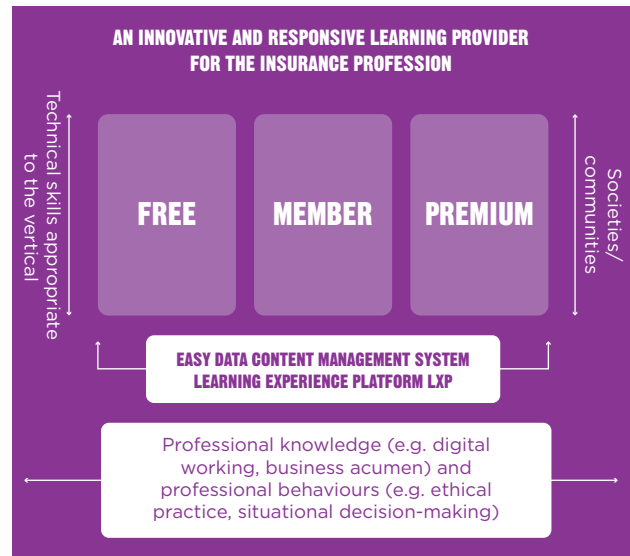 AN INNOVATIVE AND RESPONSIVE LEARNING PROVIDER
FOR THE INSURANCE PROFESSION
Technical skills appropriate
to the vertical
FREE
MEMBER
PREMIUM
Societies/
communities
EASY DATA CONTENT MANAGEMENT SYSTEM
LEARNING EXPERIENCE PLATFORM LXP
Professional knowledge (e.g. digital
working, business acumen) and
professional behaviours (e.g. ethical
practice, situational decision-making)